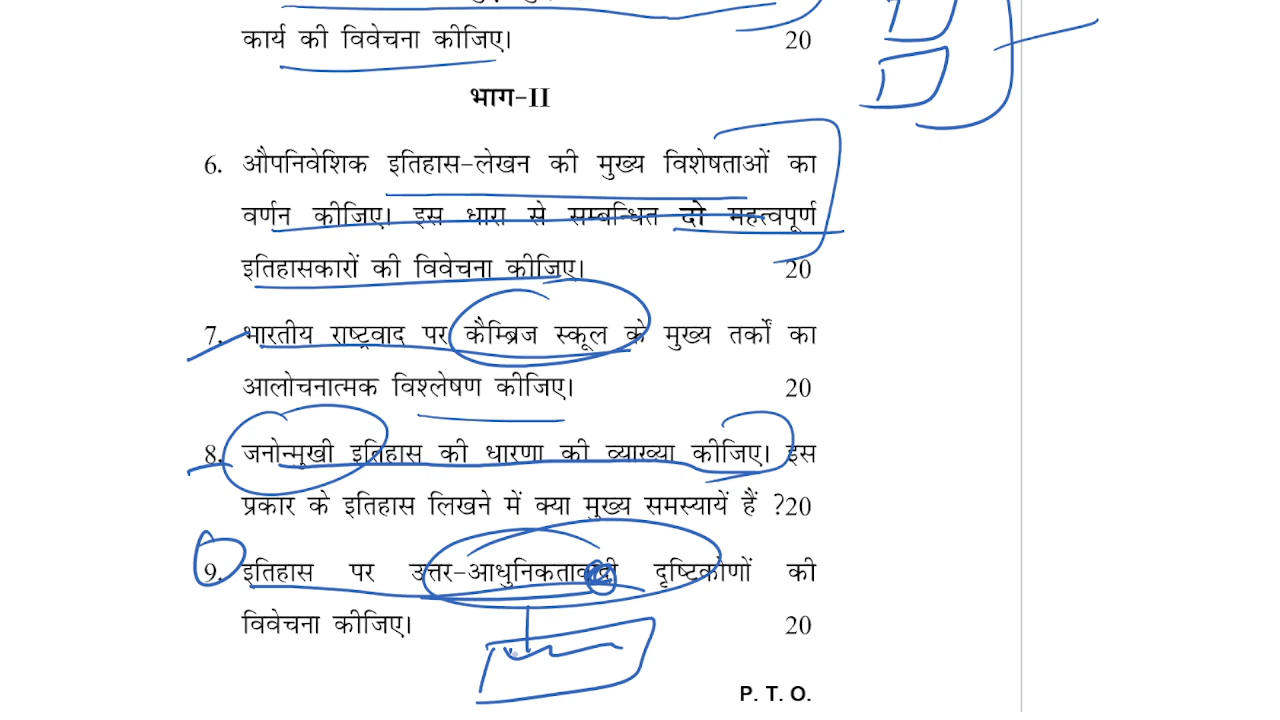 कार्य की विवेचना कीजिए। 20
भाग-II
6. औपनिवेशिक इतिहास-लेखन की मुख्य विशेषताओं का
वर्णन कीजिए। इस धारा से सम्बन्धित दो महत्वपूर्ण
इतिहासकारों की विवेचना कीजिए। 20
7. भारतीय राष्ट्रवाद पर कैम्ब्रिज स्कूल के मुख्य तर्कों का
आलोचनात्मक विश्लेषण कीजिए। 20
8. जनोन्मुखी इतिहास की धारणा की व्याख्या कीजिए। इस
प्रकार के इतिहास लिखने में क्या मुख्य समस्यायें हैं ?20
9. इतिहास पर उत्तर-आधुनिकतावादी दृष्टिकोणों की
विवेचना कीजिए। 20
P. T. O.